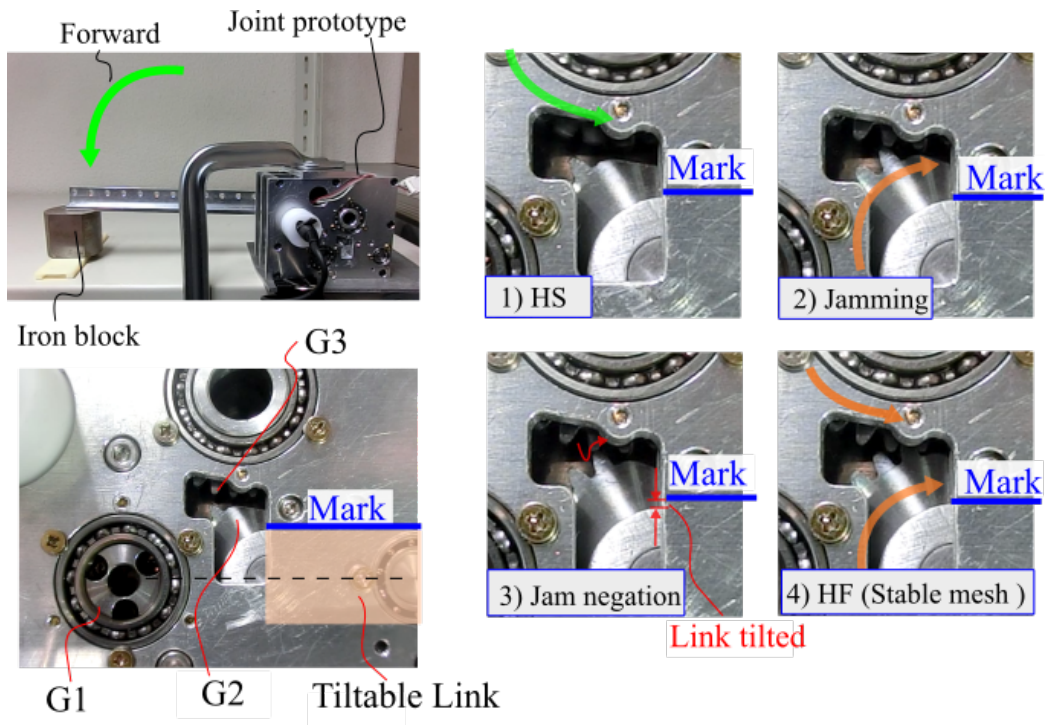 Forward
Joint prototype
Iron block
G3
Mark
G1
G2
Tiltable Link
Mark
1) HS
Mark
2) Jamming
Mark
3) Jam negation
Link tilted
Mark
4) HF (Stable mesh )